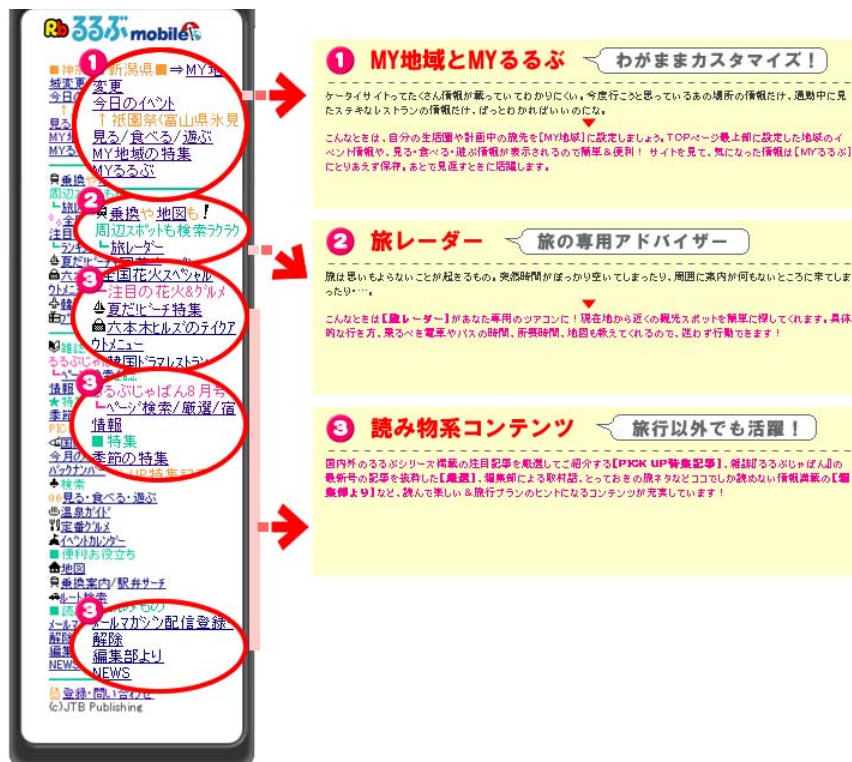 るるぶmobile
新潟県■⇒MY地
変更
今日のイベント
↑祇園祭(富山県氷見
見る/食べる/遊ぶ
MY地域の特集
MYるるぶ
乗換や地図も!
周辺スポットも検索ラクラク
┗旅レーダー
全国花火スペシャル
┗注目の花火&グルメ
夏だ!ビーチ特集
六本木ヒルズのテイクア
ウトメニュー
韓国ドラマレストラン
るるぶじゃぱん8月号
┗ページ検索/厳選/宿
情報
■特集
季節の特集
今月の
バックナンバー
◆検索
見る・食べる・遊ぶ
温泉ガイド
定番グルメ
イベントカレンダー
■便利お役立ち
地図
乗換案内/駅弁サーチ
ルート検索
メールマガジン配信登録・
解除
編集部より
NEWS
登録・問い合わせ
(c)JTB Publishing
1 MY地域とMYるるぶ わがままカスタマイズ!
ケータイサイトってたくさん情報が載っていてわかりにくい。今度行こうと思っているあの場所の情報だけ、通勤中に見
たステキなレストランの情報だけ、ぱっとわかればいいのにな。
▼
こんなときは、自分の生活圏や計画中の旅先を[MY地域]に設定しましょう。TOPページ最上部に設定した地域のイ
ベント情報や、見る・食べる・遊ぶ情報が表示されるので簡単&便利! サイトを見て、気になった情報は[MYるるぶ]
にとりあえず保存。あとで見返すときに活躍します。
2 旅レーダー 旅の専用アドバイザー
旅は思いもよらないことが起きるもの。突然時間がぽっかり空いてしまったり、周囲に案内が何もないところに来てしま
ったり…。
▼
こんなときは【旅レーダー】があなた専用のツアコンに!現在地から近くの観光スポットを簡単に探してくれます。具体
的な行き方、乗るべき電車やバスの時間、所要時間、地図も教えてくれるので、迷わず行動できます!
3 読み物系コンテンツ 旅行以外でも活躍!
国内外のるるぶシリーズ掲載の注目記事を厳選してご紹介する【PICK UP特集記事】、雑誌『るるぶじゃぱん』の
最新号の記事を抜粋した【厳選】、編集部による取材話、とっておきの旅ネタなどココでしか読めない情報満載の【編
集部より】など、読んで楽しい&旅行プランのヒントになるコンテンツが充実しています!